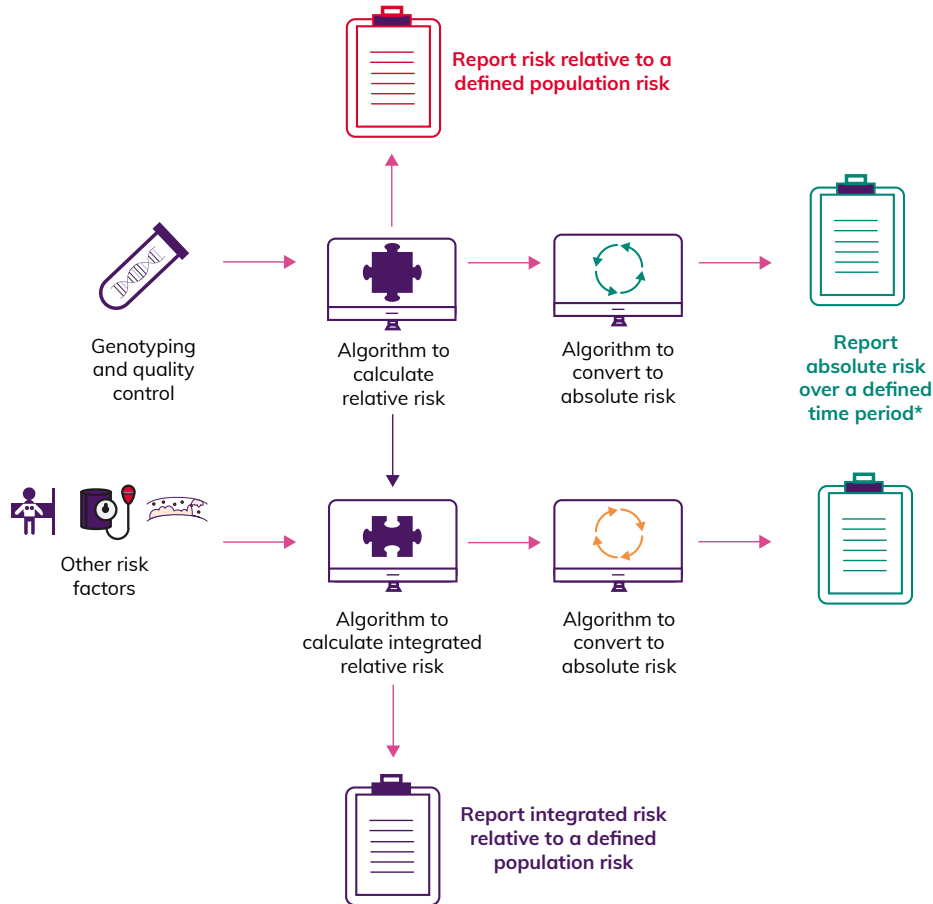 Report risk relative to a
defined population risk
Genotyping
and quality
control
Algorithm to
calculate
relative risk
Algorithm to
convert to
absolute risk
Report
absolute risk
over a defined
time period*
Other risk
factors
Algorithm to
calculate integrated
relative risk
Algorithm to
convert to
absolute risk
Report integrated risk
relative to a defined
population risk